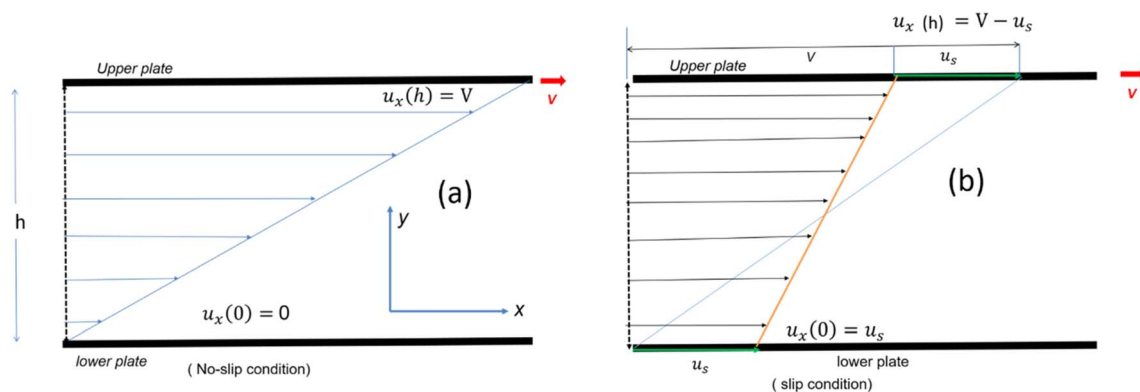 Upper plate
u_x(h) = V
v
h
(a)
y
x
u_x(0) = 0
lower plate
( No-slip condition)
u_x (h) = V − u_s
V
u_s
Upper plate
v
(b)
u_x(0) = u_s
u_s
lower plate
( slip condition)